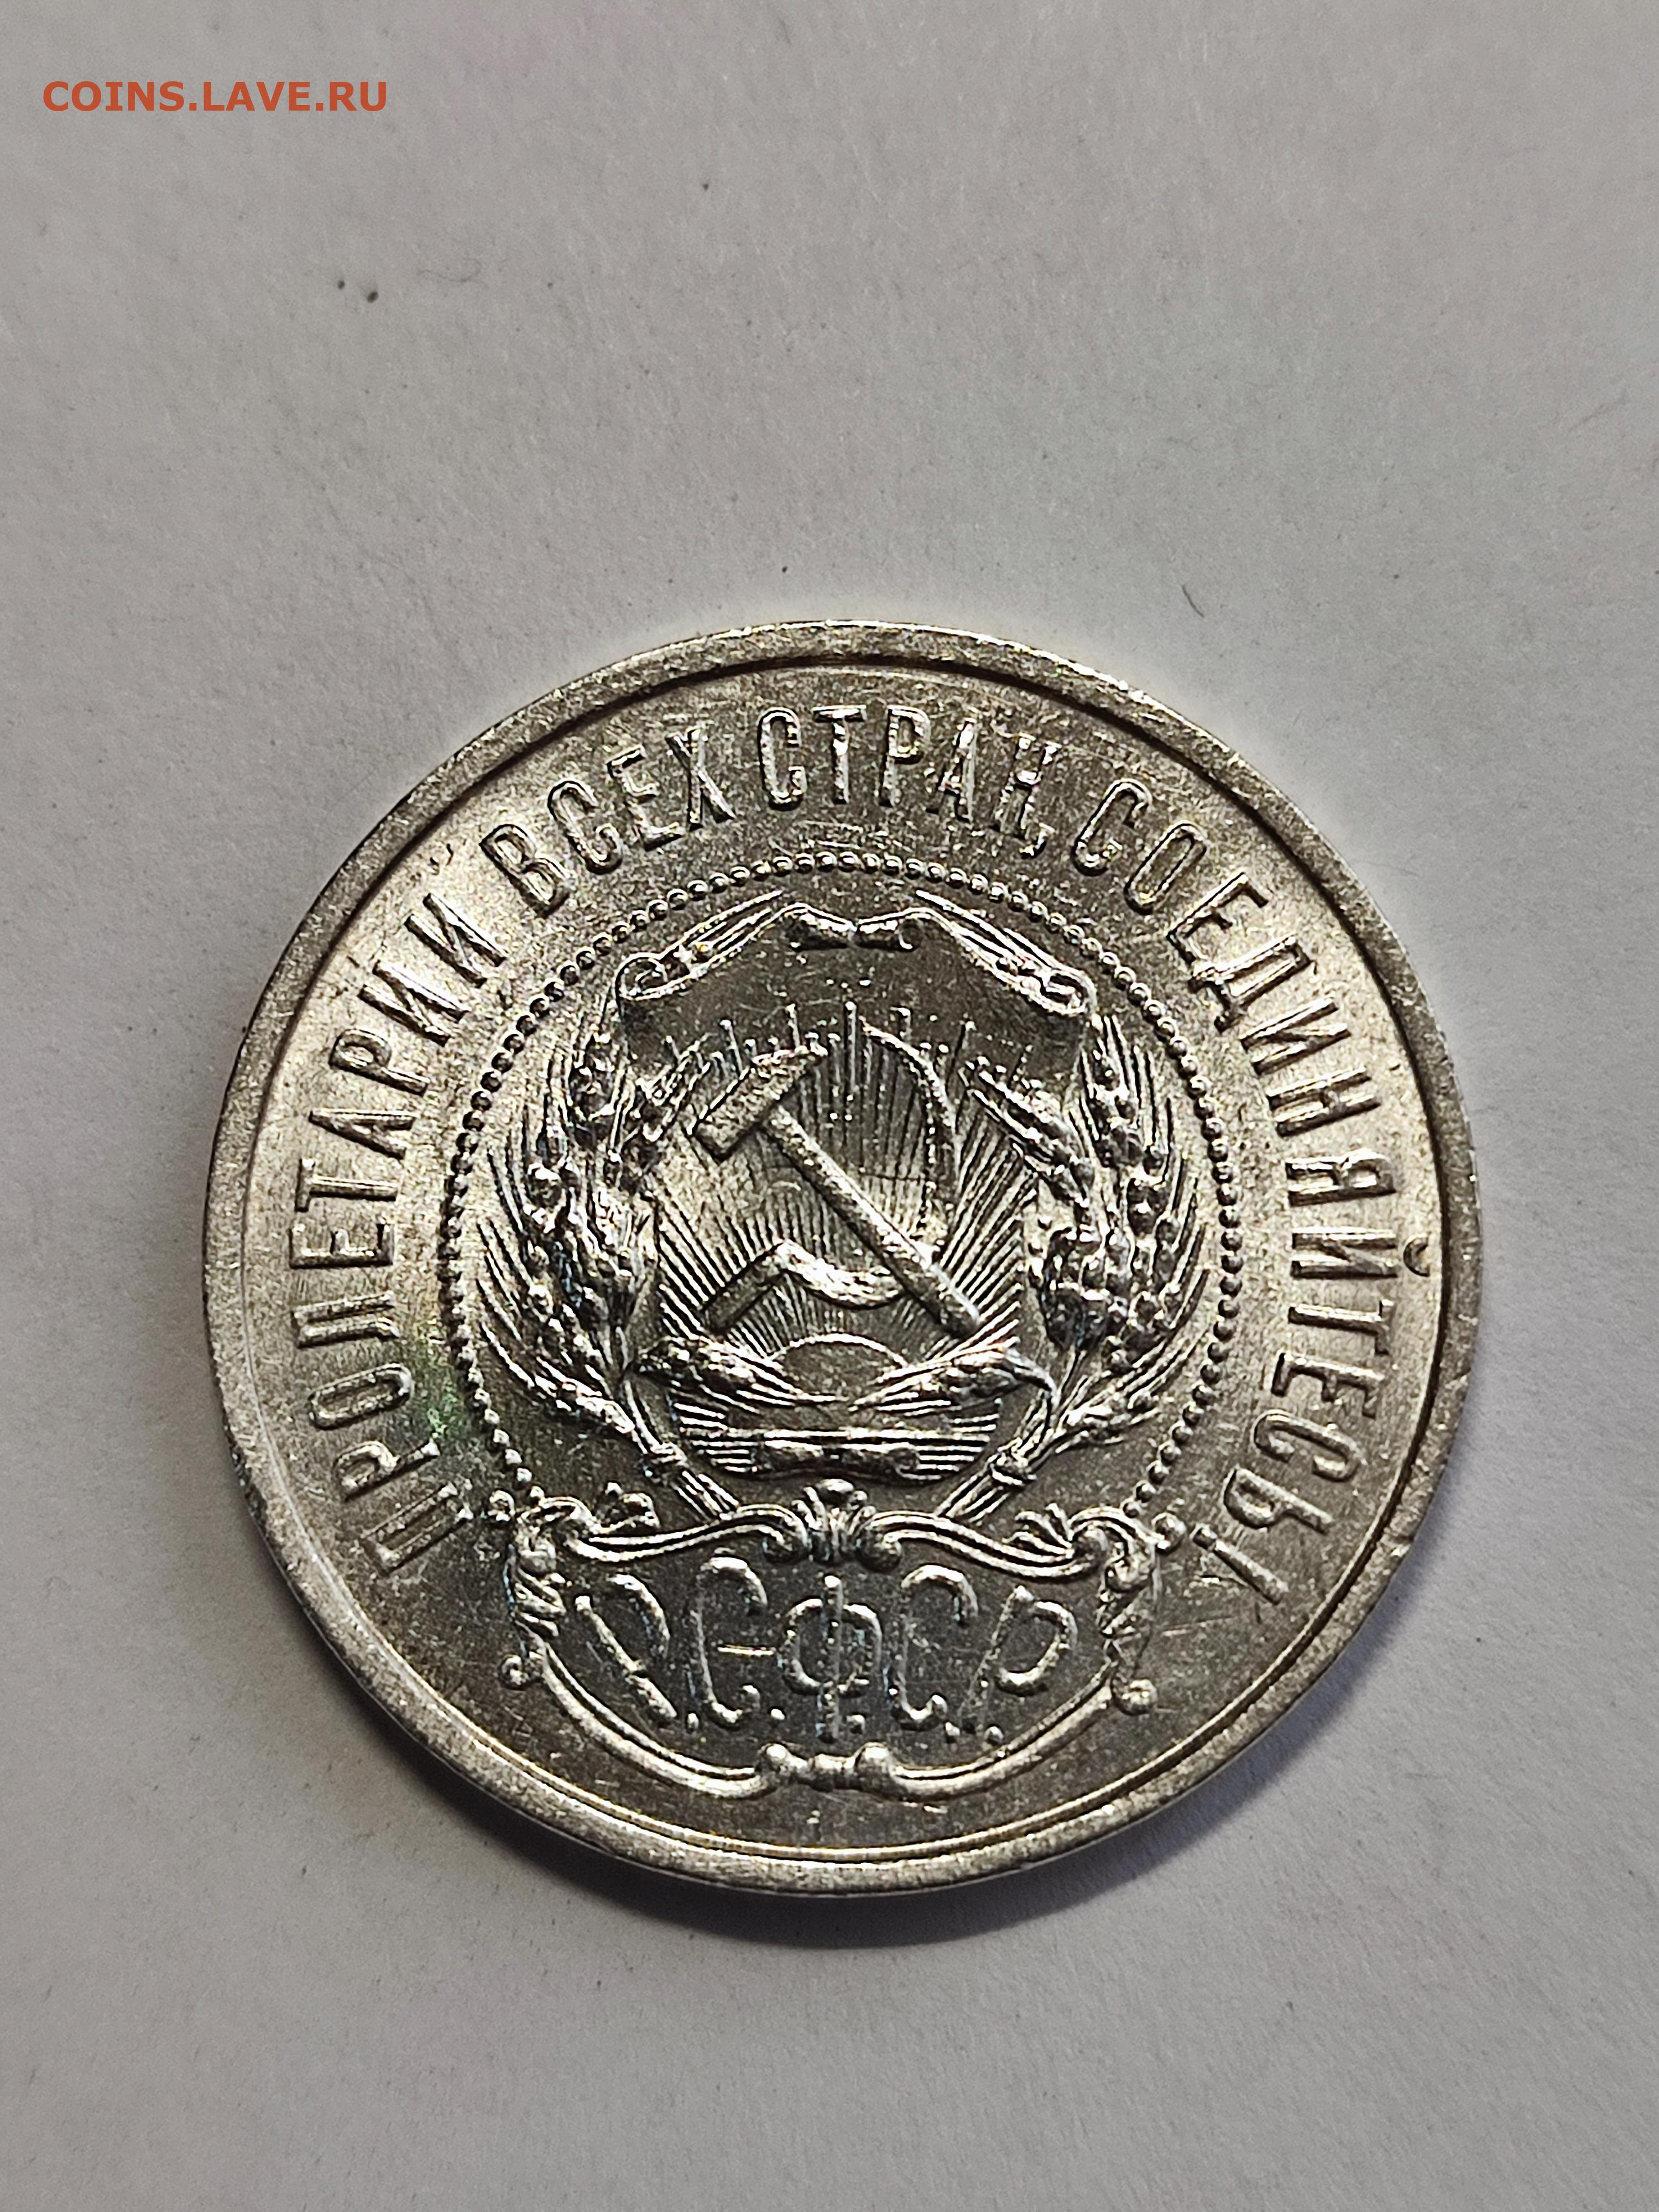 COINS.LAVE.RU
ПРОЛЕТАРИИ ВСЕХ СТРАН, СОЕДИНЯЙТЕСЬ!
Р.С.Ф.С.Р.